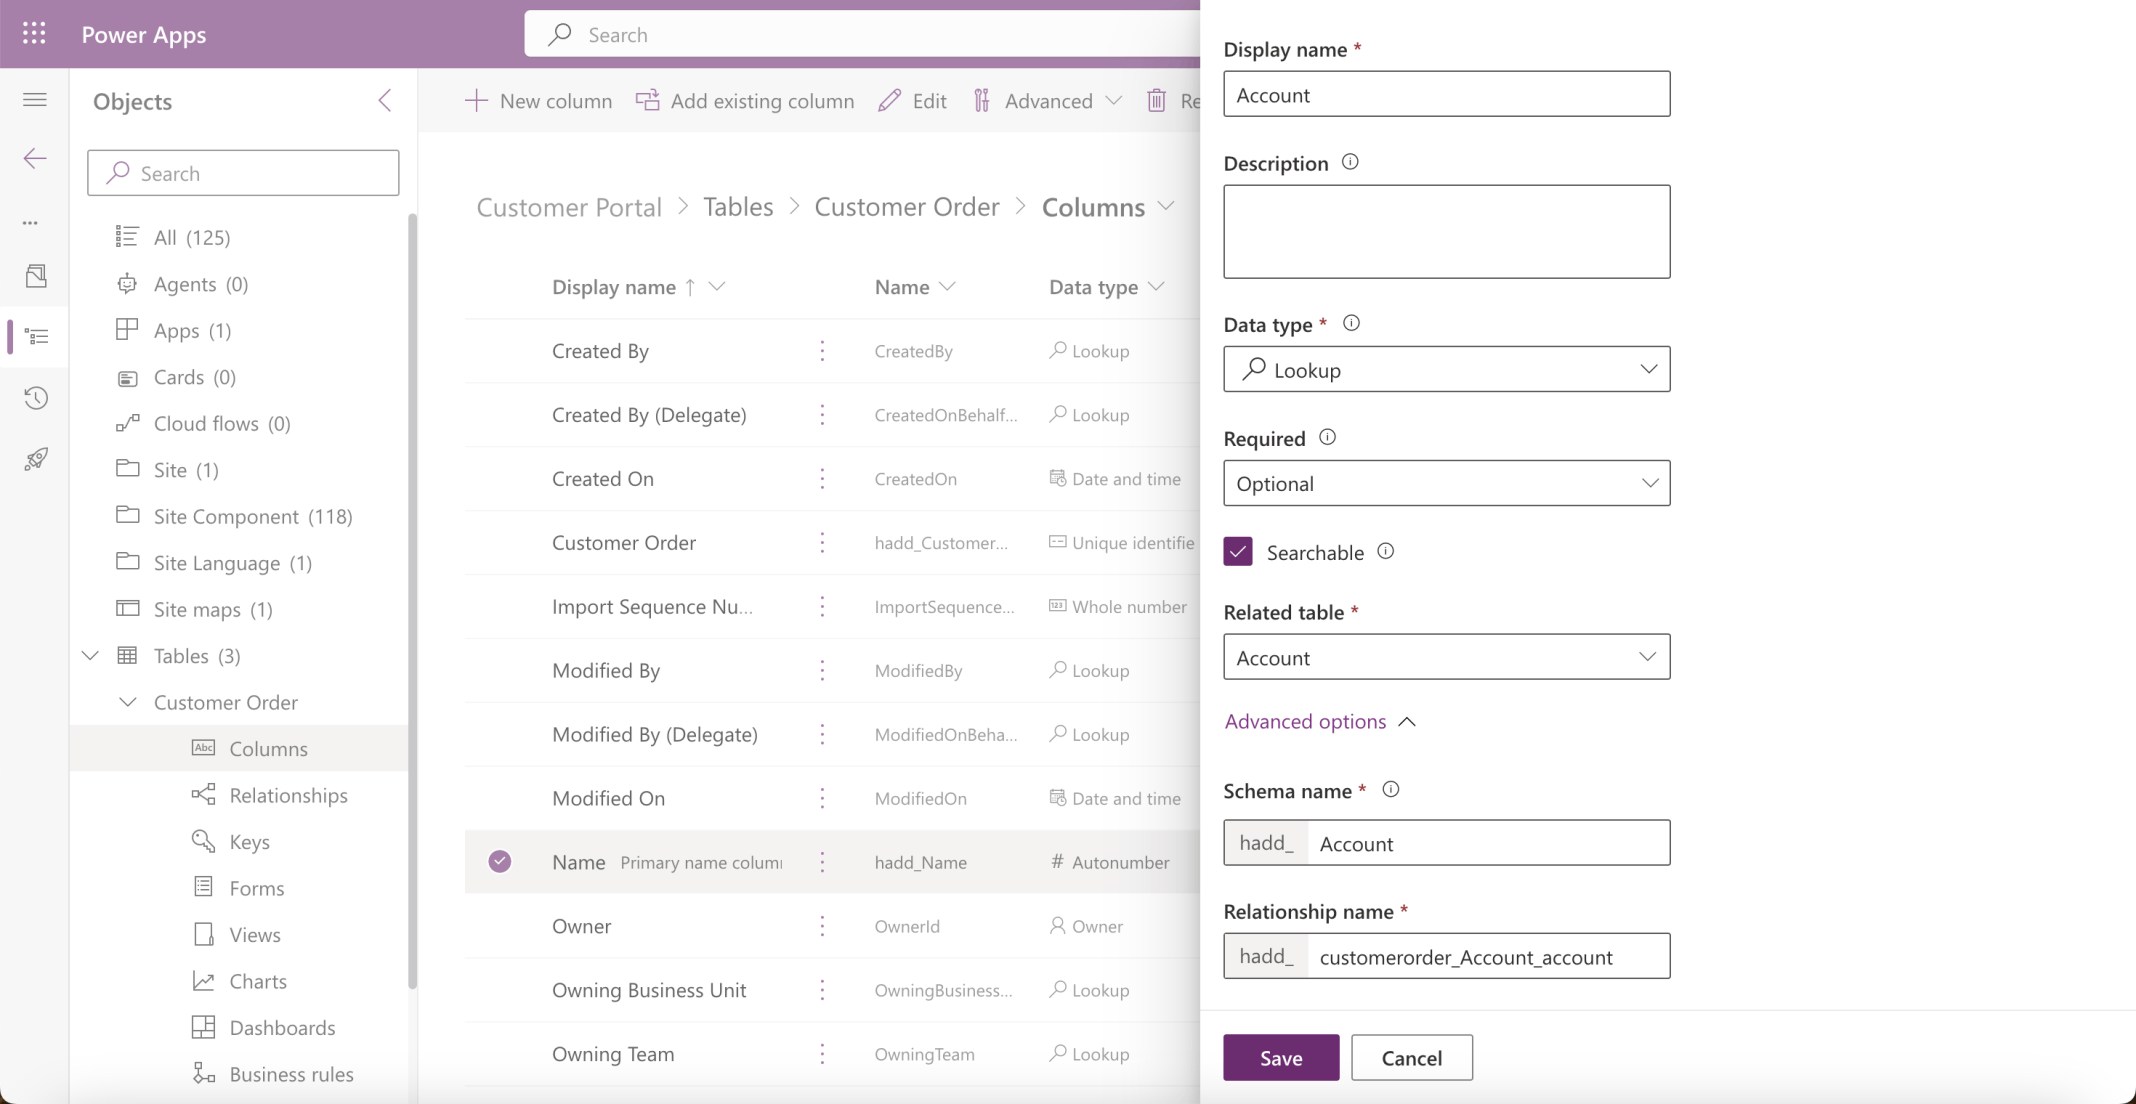 Power Apps
Search
Objects
Search
All (125)
Agents (0)
Apps (1)
Cards (0)
Cloud flows (0)
Site (1)
Site Component (118)
Site Language (1)
Site maps (1)
Tables (3)
Customer Order
Abc Columns
Relationships
Keys
Forms
Views
Charts
Dashboards
Business rules
New column Add existing column Edit Advanced Re
Customer Portal > Tables > Customer Order > Columns
Display name ↑ Name Data type
Created By CreatedBy Lookup
Created By (Delegate) CreatedOnBehalf... Lookup
Created On CreatedOn Date and time
Customer Order hadd_Customer... Unique identifie
Import Sequence Nu... ImportSequence... 123 Whole number
Modified By ModifiedBy Lookup
Modified By (Delegate) ModifiedOnBeha... Lookup
Modified On ModifiedOn Date and time
Name Primary name colum hadd_Name # Autonumber
Owner OwnerId Owner
Owning Business Unit OwningBusiness... Lookup
Owning Team OwningTeam Lookup
Display name *
Account
Description
Data type *
Lookup
Required
Optional
Searchable
Related table *
Account
Advanced options
Schema name *
hadd_ Account
Relationship name *
hadd_ customerorder_Account_account
Save Cancel